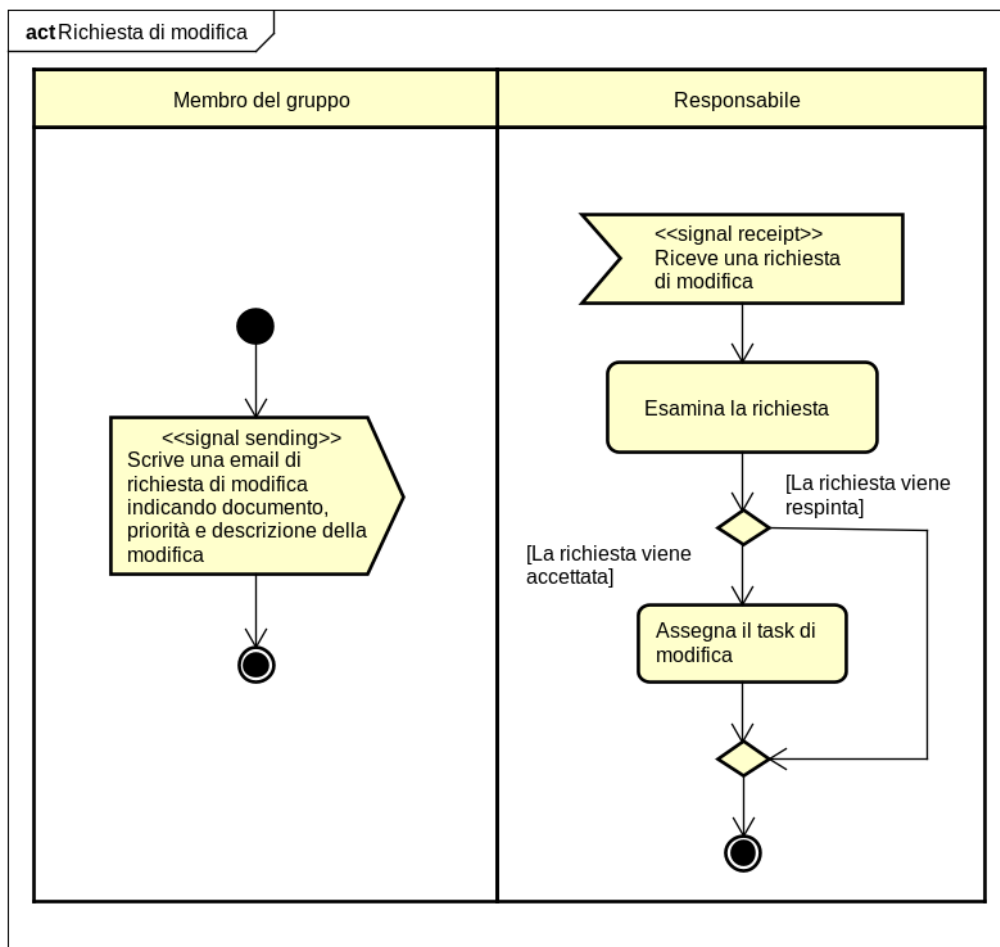 act Richiesta di modifica
Membro del gruppo
Responsabile
<<signal sending>>
Scrive una email di
richiesta di modifica
indicando documento,
priorità e descrizione della
modifica
<<signal receipt>>
Riceve una richiesta
di modifica
Esamina la richiesta
[La richiesta viene
respinta]
[La richiesta viene
accettata]
Assegna il task di
modifica